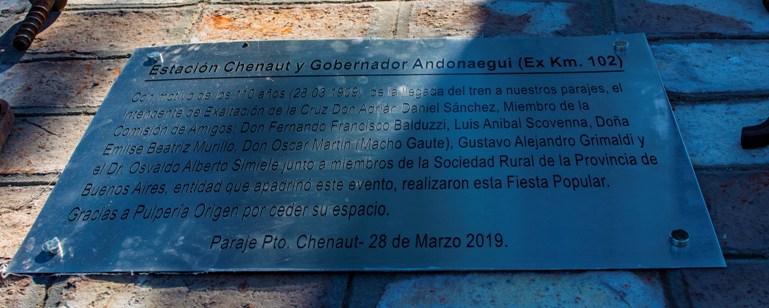 Estación Chenaut y Gobernador Andonaegui (Ex Km. 102)
Con motivo de los 110 años (28.03.1909), de la llegada del tren a nuestros parajes, el
Intendente de Exaltación de la Cruz Don Adrián Daniel Sánchez, Miembro de la
Comisión de Amigos; Don Fernando Francisco Balduzzi, Luis Anibal Scovenna, Doña
Emilse Beatriz Murillo, Don Oscar Martín (Macho Gaute), Gustavo Alejandro Grimaldi y
el Dr. Osvaldo Alberto Simiele junto a miembros de la Sociedad Rural de la Provincia de
Buenos Aires, entidad que apadrinó este evento, realizaron esta Fiesta Popular.
Gracias a Pulpería Origen por ceder su espacio.
Paraje Pto. Chenaut- 28 de Marzo 2019.